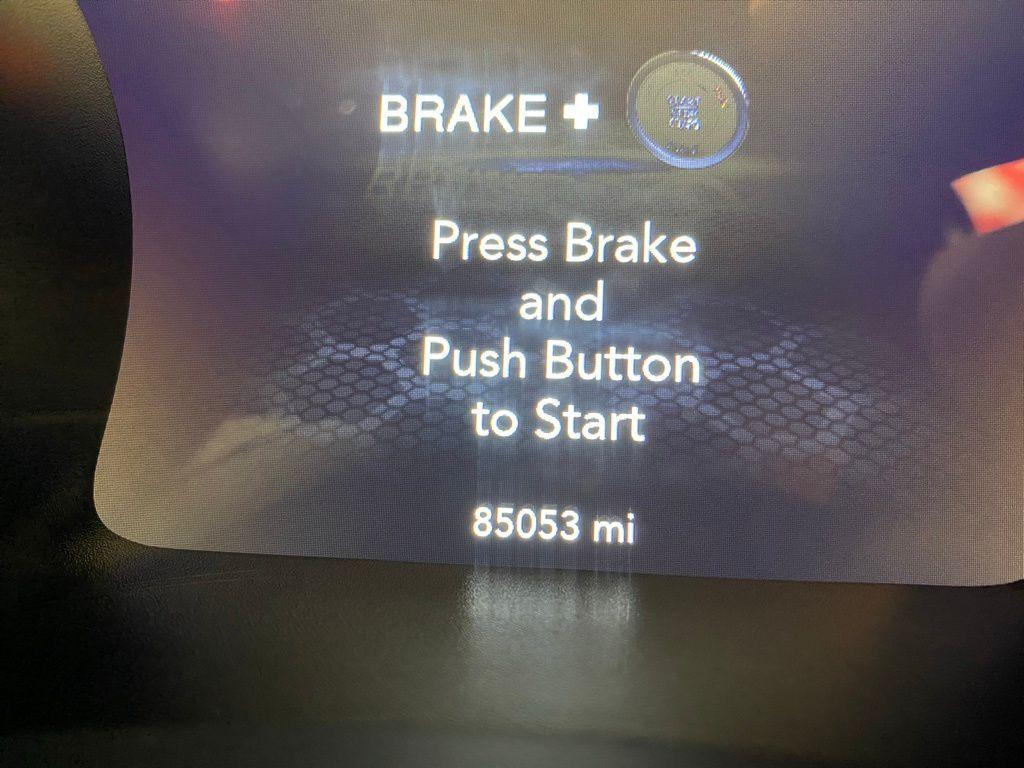 BRAKE +
Press Brake
and
Push Button
to Start
85053 mi